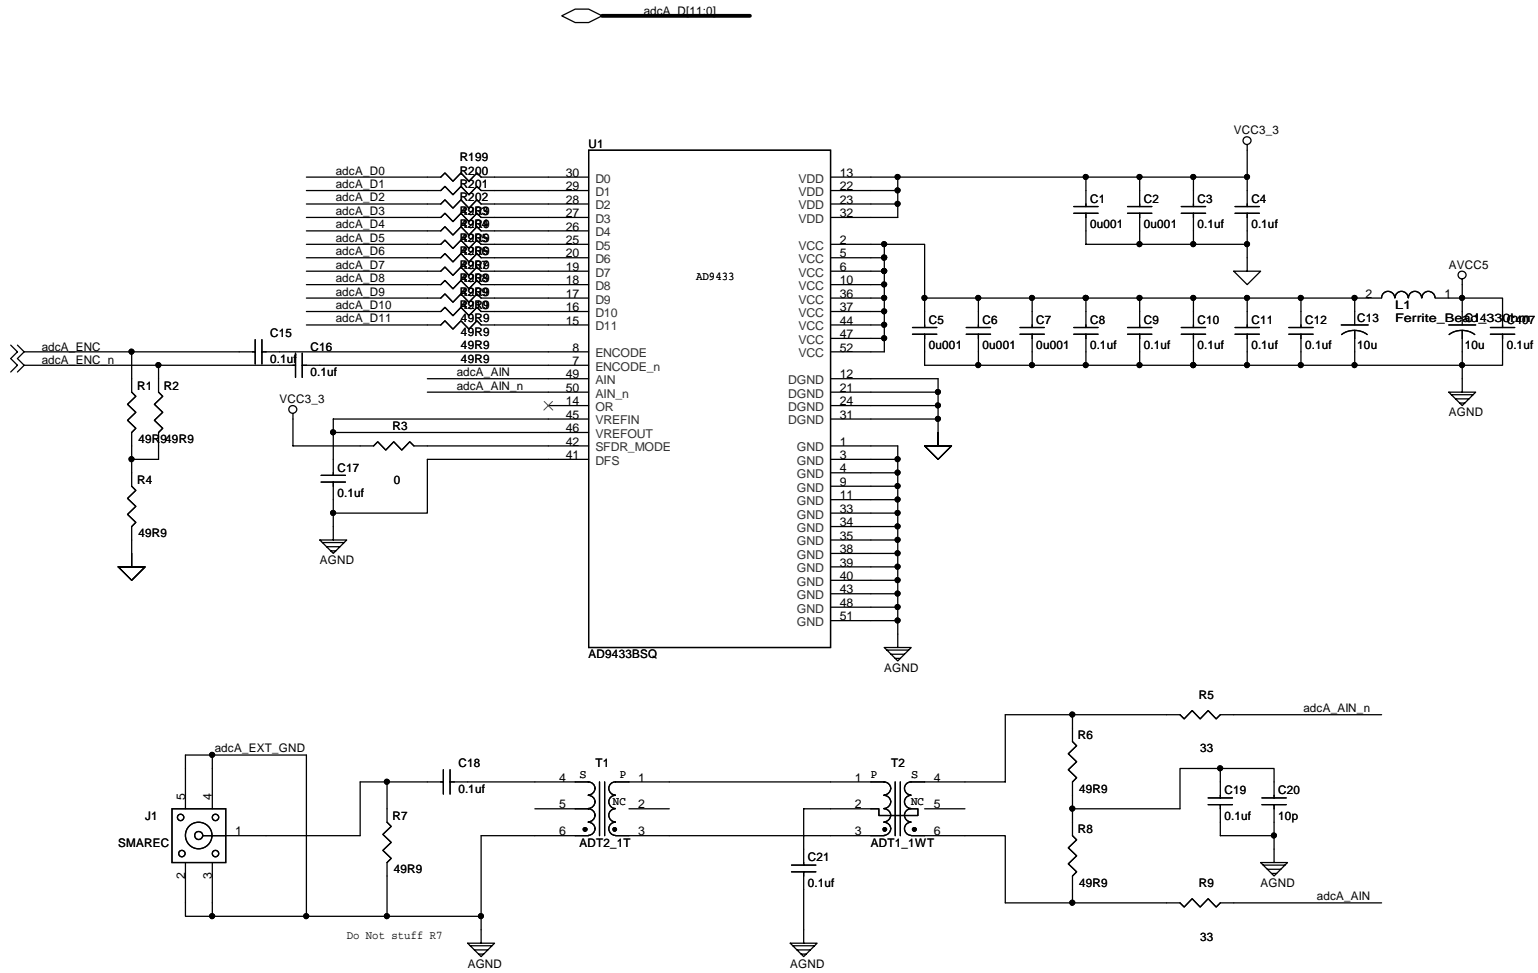 adcA_D[11:0]
VCC3_3
U1
R199
adcA_D0 R200 30 D0 VDD 13
adcA_D1 R201 29 D1 VDD 22
adcA_D2 R202 28 D2 VDD 23
adcA_D3 27 D3 VDD 32
C1 C2 C3 C4
0u001 0u001 0.1uf 0.1uf
adcA_D4 26 D4
adcA_D5 25 D5 VCC 2
adcA_D6 20 D6 VCC 5
adcA_D7 19 D7 VCC 6
AD9433
adcA_D8 18 D8 VCC 10
adcA_D9 17 D9 VCC 36
adcA_D10 16 D10 VCC 37
adcA_D11 49R9 15 D11 VCC 44
AVCC5
2 L1 1
C5 C6 C7 C8 C9 C10 C11 C12 C13
0u001 0u001 0u001 0.1uf 0.1uf 0.1uf 0.1uf 0.1uf 10u 10u 0.1uf
49R9 VCC 47
49R9 VCC 52
49R9
AGND
C15
0.1uf
C16
0.1uf
adcA_ENC 8 ENCODE
adcA_ENC_n 7 ENCODE_n
adcA_AIN 49 AIN DGND 12
adcA_AIN_n 50 AIN_n DGND 21
14 OR DGND 24
45 VREFIN DGND 31
46 VREFOUT
42 SFDR_MODE GND 1
41 DFS GND 3
GND 4
GND 9
GND 11
GND 33
GND 34
GND 35
GND 38
GND 39
GND 40
GND 43
GND 48
GND 51
R1 R2
49R9 49R9
R4
49R9
VCC3_3
R3
0
C17
0.1uf
AGND
AD9433BSQ
AGND
adcA_EXT_GND
5 4
J1
SMAREC
1
2 3
C18
0.1uf
R7
49R9
Do Not stuff R7
AGND
T1
4 S P 1
5 NC 2
6 3
ADT2_1T
T2
1 P S 4
2 NC 5
3 6
ADT1_1WT
C21
0.1uf
AGND
R5
33
adcA_AIN_n
R6
49R9
C19 C20
0.1uf 10p
AGND
R8
49R9
R9
33
adcA_AIN